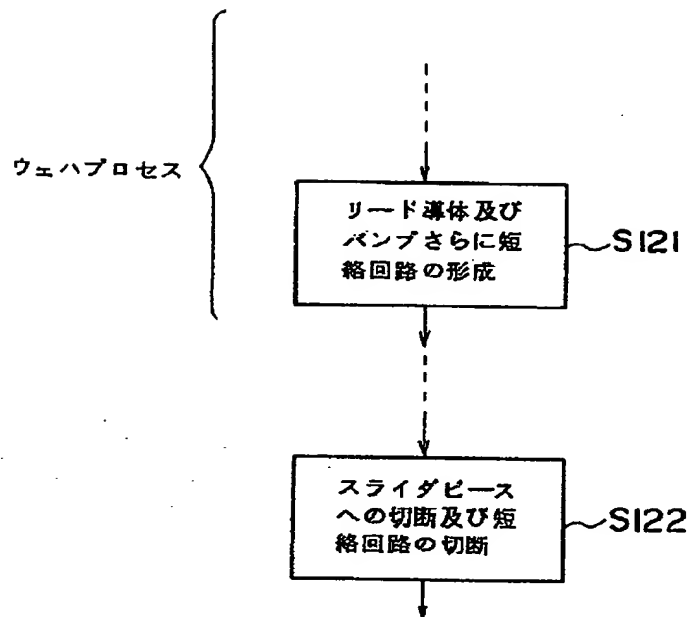 ウェハプロセス
リード導体及び
バンプさらに短
絡回路の形成
S121
スライダピース
への切断及び短
絡回路の切断
S122